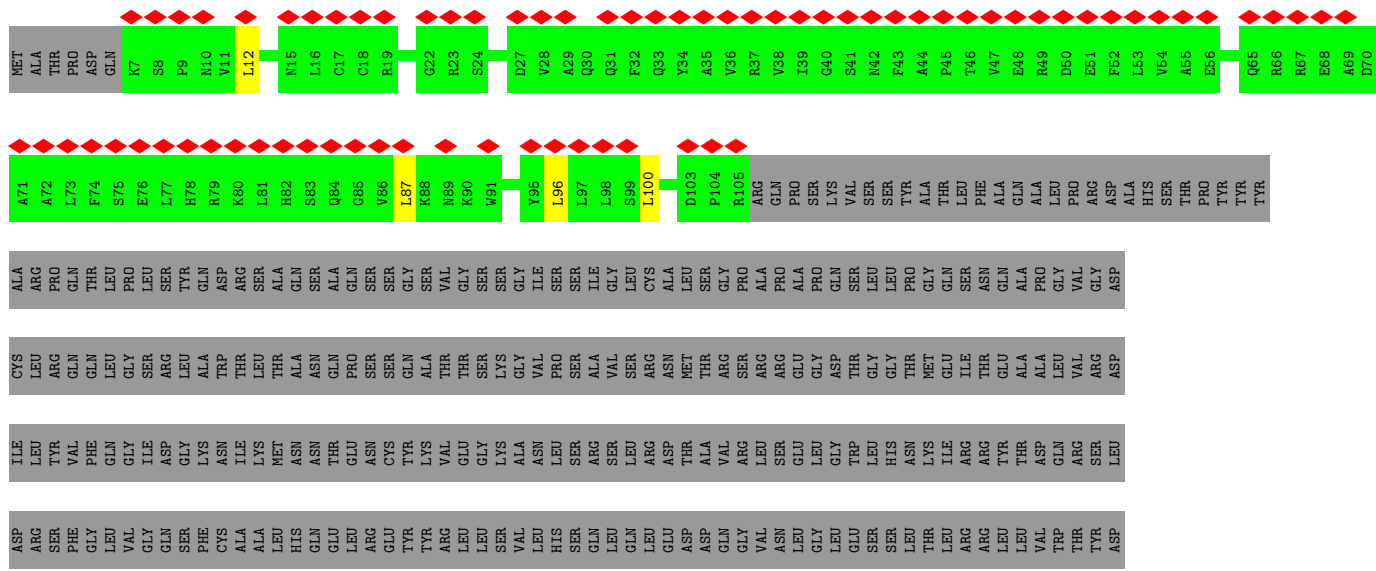 MET ALA THR PRO ASP GLN K7 S8 P9 N10 V11 L12 N15 L16 C17 C18 R19 G22 R23 S24 D27 V28 A29 Q30 Q31 F32 Q33 Y34 A35 V36 R37 V38 I39 G40 S41 N42 F43 A44 P45 T46 V47 E48 R49 D50 E51 F52 L53 V54 A55 E56 Q65 R66 R67 E68 A69 D70
A71 A72 L73 F74 S75 E76 L77 H78 R79 K80 L81 H82 S83 Q84 G85 V86 L87 K88 N89 K90 W91 Y95 L96 L97 L98 S99 L100 D103 P104 R105 ARG GLN PRO SER LYS VAL SER SER TYR ALA THR LEU PHE ALA GLN ALA LEU PRO ARG ASP ALA HIS SER THR PRO TYR TYR TYR
ALA ARG PRO GLN THR LEU PRO LEU SER TYR GLN ASP ARG SER ALA GLN SER ALA GLN SER SER GLY SER VAL GLY SER SER GLY ILE SER SER ILE GLY LEU CYS ALA LEU SER GLY PRO ALA PRO ALA PRO GLN SER LEU LEU PRO GLY GLN SER ASN GLN ALA PRO GLY VAL GLY ASP
CYS LEU ARG GLN GLN LEU GLY SER ARG LEU ALA TRP THR LEU THR ALA ASN GLN PRO SER SER GLN ALA THR THR SER LYS GLY VAL PRO SER ALA VAL SER ARG ASN MET THR ARG SER ARG ARG GLU GLY ASP THR GLY GLY THR MET GLU ILE THR GLU ALA ALA LEU VAL ARG ASP
ILE LEU TYR VAL PHE GLN GLY ILE ASP GLY LYS ASN ILE LYS MET ASN ASN THR GLU ASN CYS TYR LYS VAL GLU GLY LYS ALA ASN LEU SER ARG SER LEU ARG ASP THR ALA VAL ARG LEU SER GLU LEU GLY TRP LEU HIS ASN LYS ILE ARG ARG TYR THR ASP GLN ARG SER LEU
ASP ARG SER PHE GLY LEU VAL GLY GLN SER PHE CYS ALA ALA LEU HIS GLN GLU LEU ARG GLU TYR TYR ARG LEU LEU SER VAL LEU HIS SER GLN LEU GLN LEU GLU ASP ASP GLN GLY VAL ASN LEU GLY LEU GLU SER SER LEU THR LEU ARG ARG LEU LEU VAL TRP THR TYR ASP